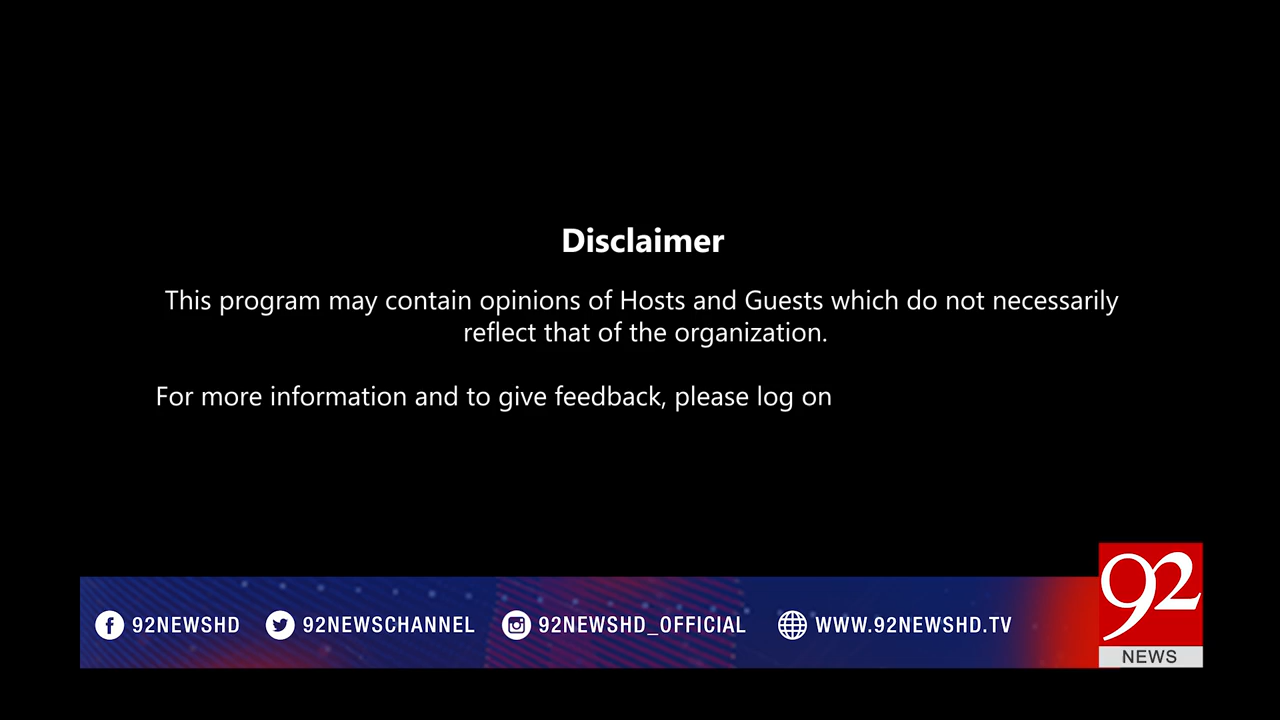 Disclaimer
This program may contain opinions of Hosts and Guests which do not necessarily
reflect that of the organization.
For more information and to give feedback, please log on
92NEWSHD 92NEWSCHANNEL 92NEWSHD_OFFICIAL WWW.92NEWSHD.TV
92
NEWS